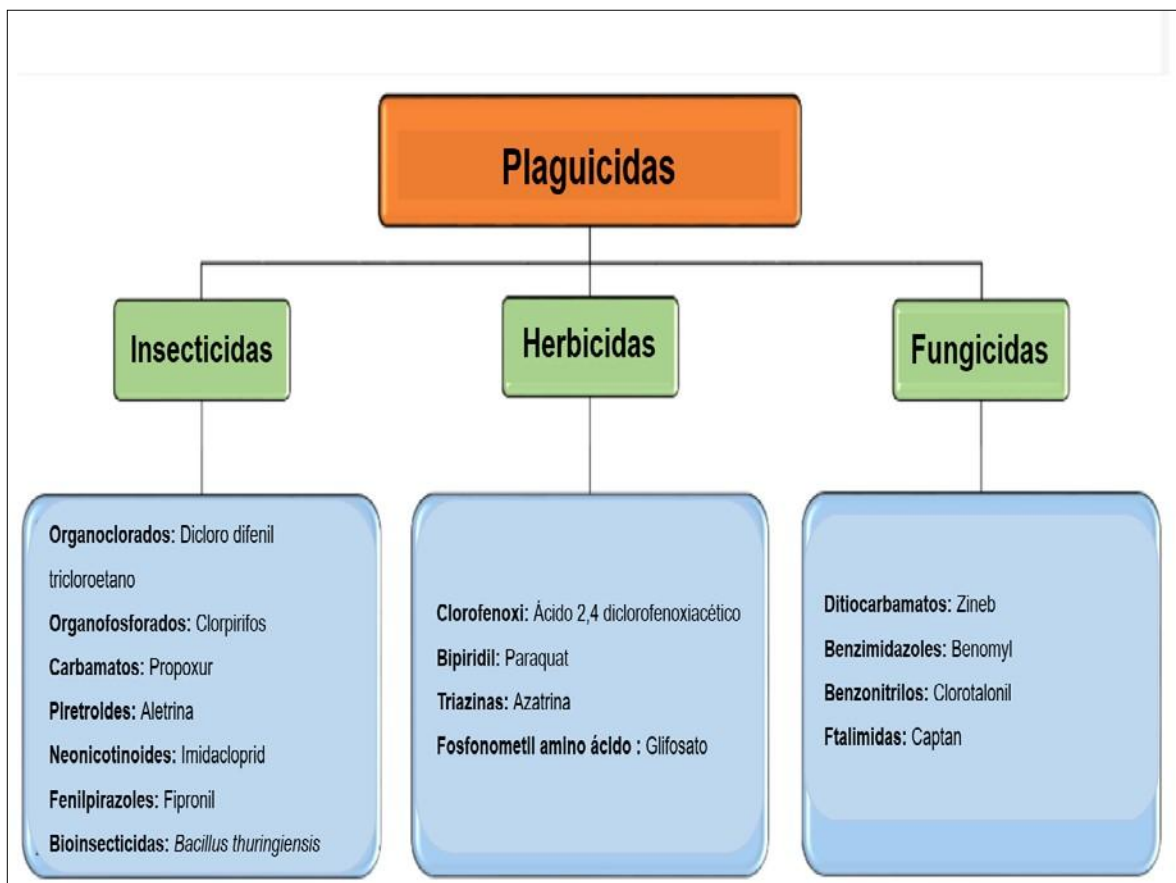 Plaguicidas
Insecticidas
Organoclorados: Dicloro difenil
tricloroetano
Organofosforados: Clorpirifos
Carbamatos: Propoxur
Piretroides: Aletrina
Neonicotinoides: Imidacloprid
Fenilpirazoles: Fipronil
Bioinsecticidas: Bacillus thuringiensis
Herbicidas
Clorofenoxi: Ácido 2,4 diclorofenoxiacético
Bipiridil: Paraquat
Triazinas: Azatrina
Fosfonometil amino ácido : Glifosato
Fungicidas
Ditiocarbamatos: Zineb
Benzimidazoles: Benomyl
Benzonitrilos: Clorotalonil
Ftalimidas: Captan